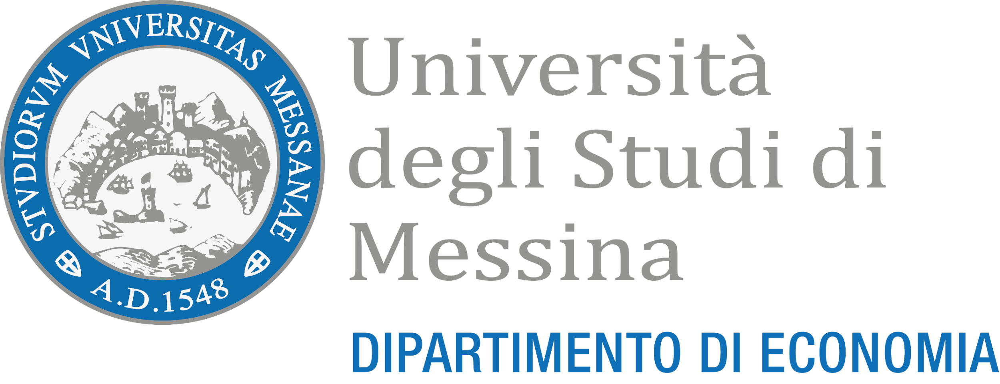 STVDIORVM VNIVERSITAS MESSANAE
A.D.1548
Università
degli Studi di
Messina
DIPARTIMENTO DI ECONOMIA